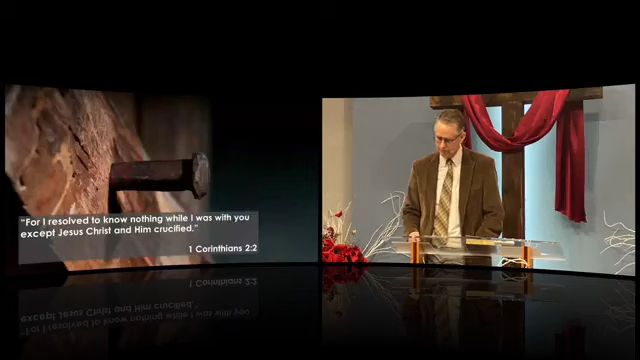 “For I resolved to know nothing while I was with you
except Jesus Christ and Him crucified.”
1 Corinthians 2:2